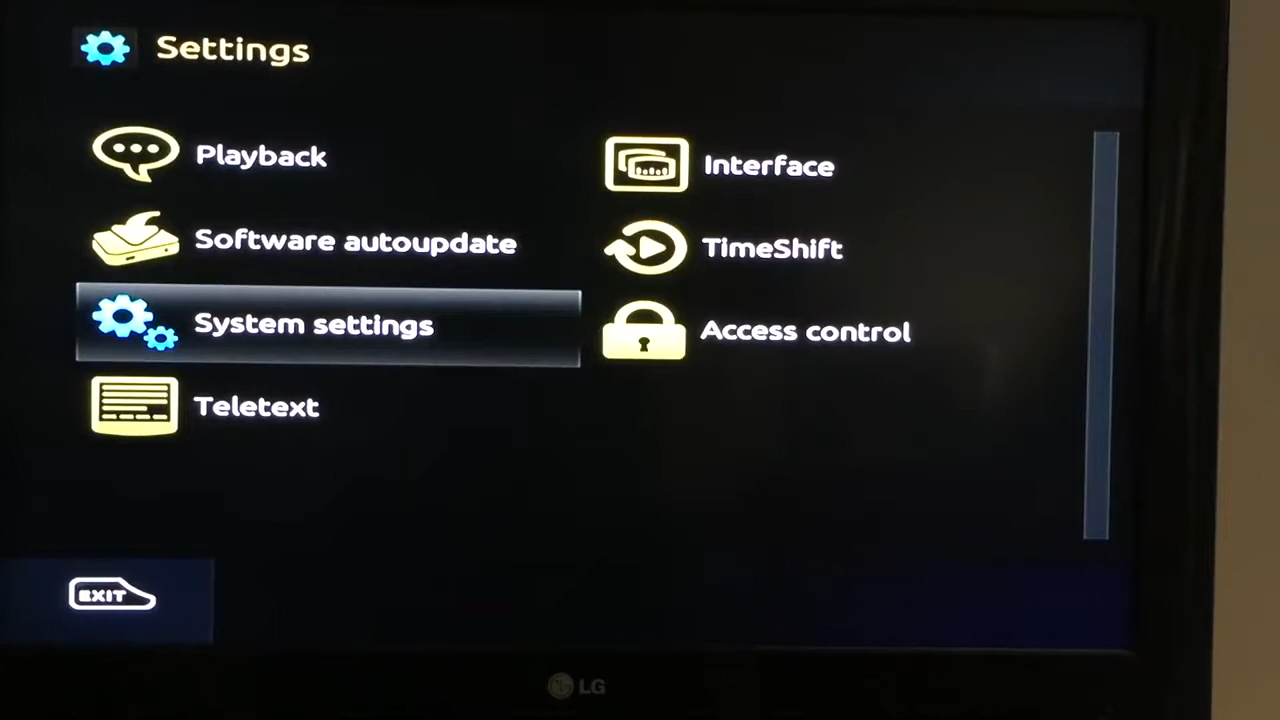 Settings
Playback
Interface
Software autoupdate
TimeShift
System settings
Access control
Teletext
EXIT
LG